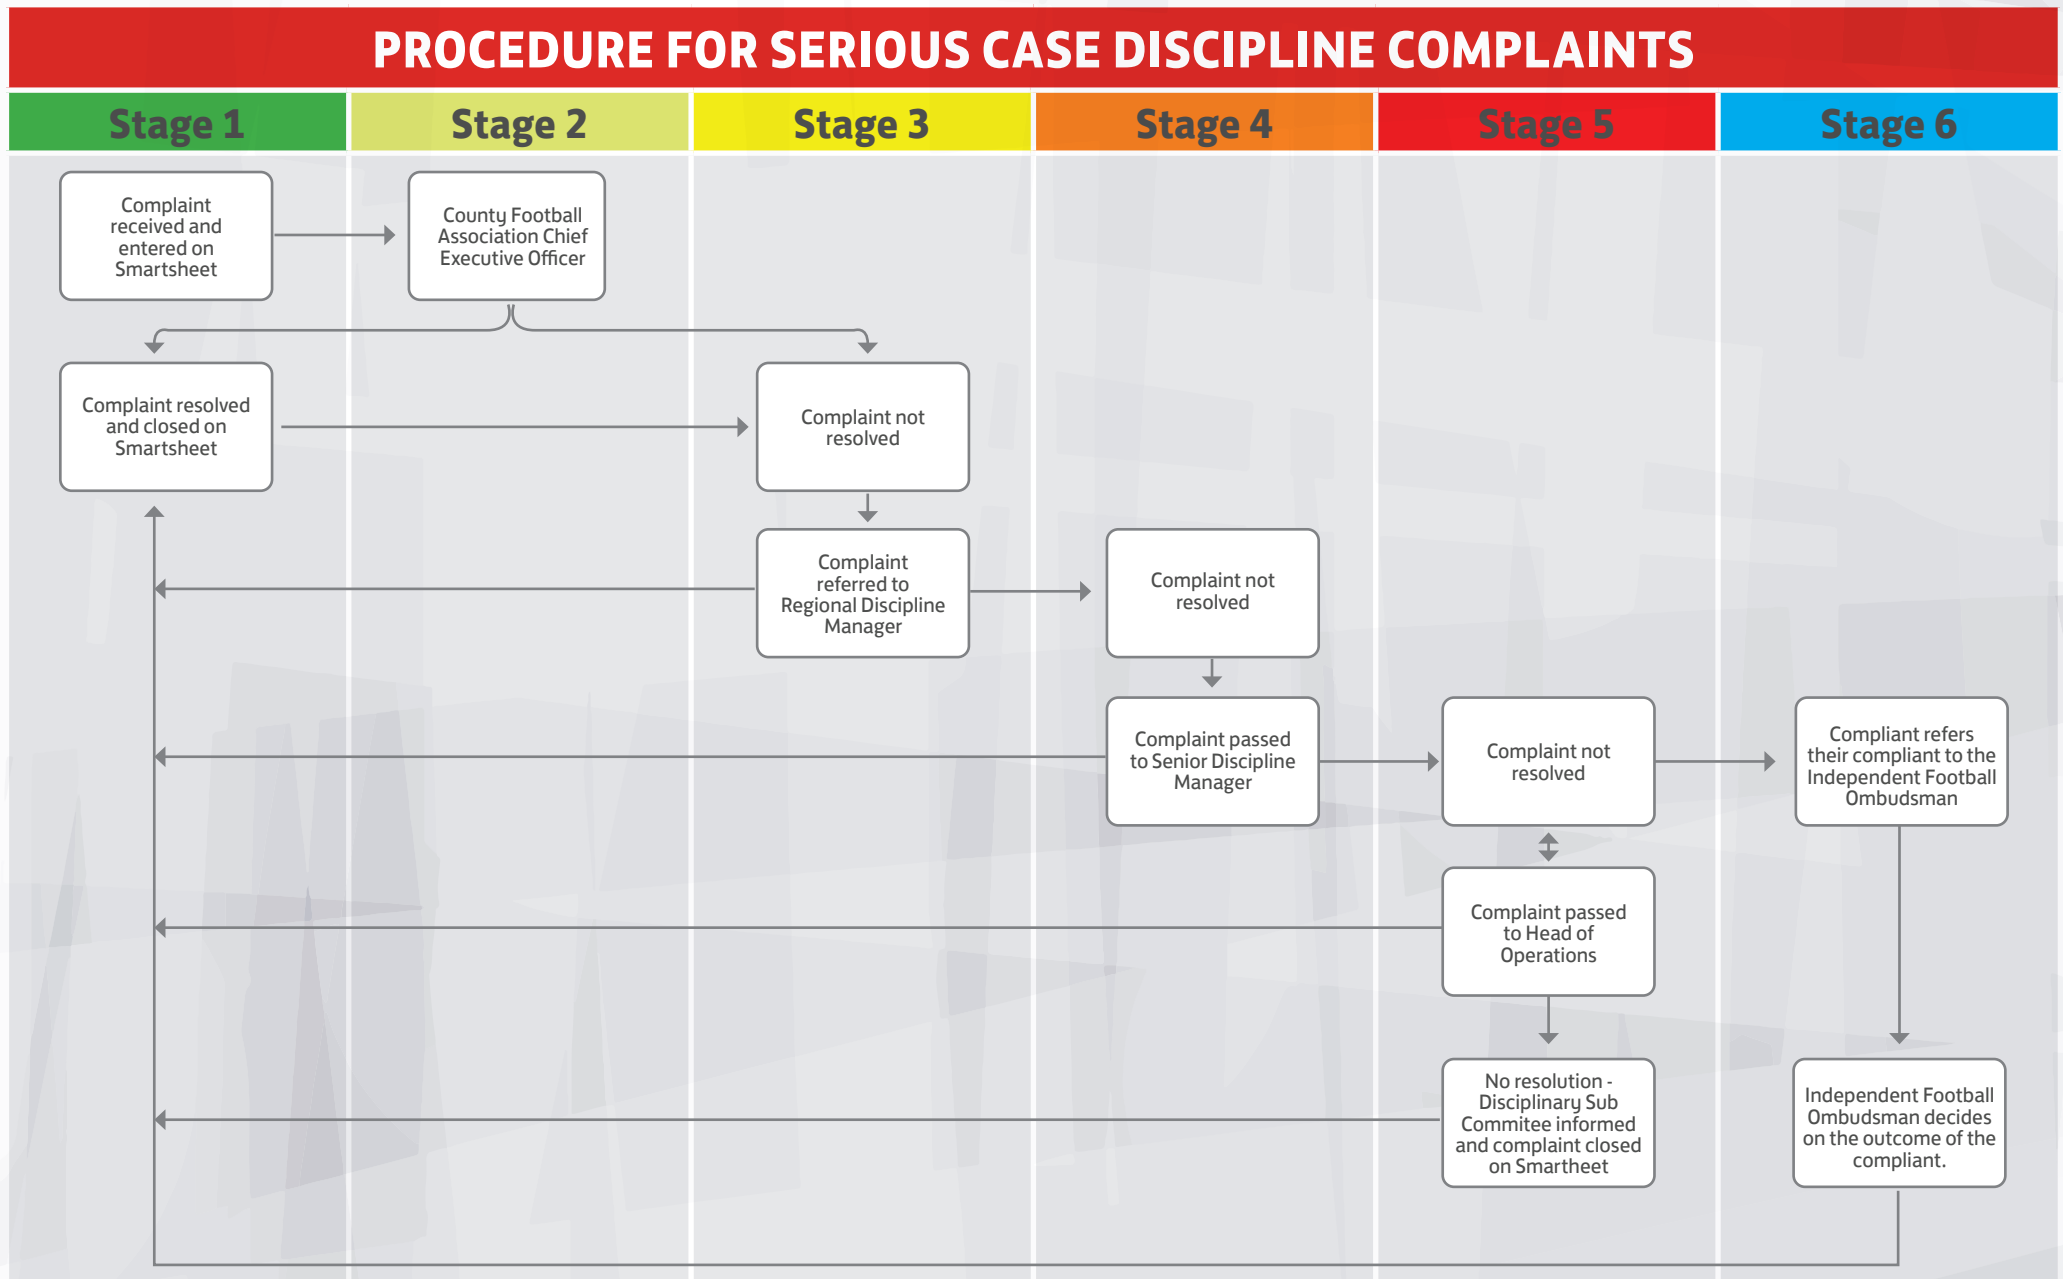 PROCEDURE FOR SERIOUS CASE DISCIPLINE COMPLAINTS
Stage 1
Stage 2
Stage 3
Stage 4
Stage 5
Stage 6
Complaint
received and
entered on
Smartsheet
County Football
Association Chief
Executive Officer
Complaint resolved
and closed on
Smartsheet
Complaint not
resolved
Complaint
referred to
Regional Discipline
Manager
Complaint not
resolved
Complaint passed
to Senior Discipline
Manager
Complaint not
resolved
Compliant refers
their compliant to the
Independent Football
Ombudsman
Complaint passed
to Head of
Operations
No resolution -
Disciplinary Sub
Commitee informed
and complaint closed
on Smartheet
Independent Football
Ombudsman decides
on the outcome of the
compliant.